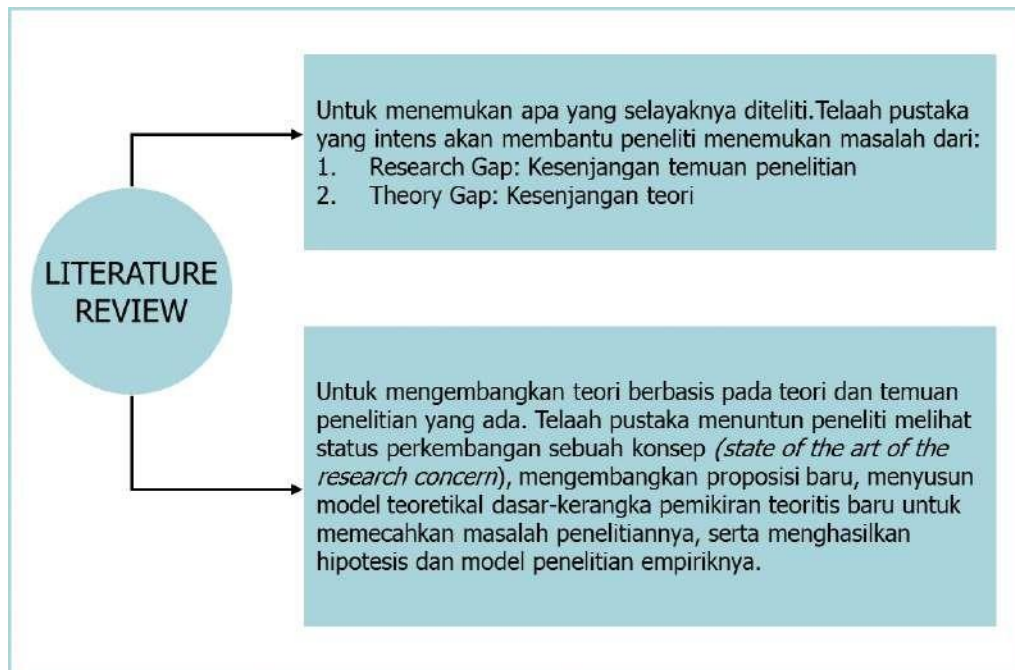 LITERATURE
REVIEW
Untuk menemukan apa yang selayaknya diteliti.Telaah pustaka
yang intens akan membantu peneliti menemukan masalah dari:
1. Research Gap: Kesenjangan temuan penelitian
2. Theory Gap: Kesenjangan teori
Untuk mengembangkan teori berbasis pada teori dan temuan
penelitian yang ada. Telaah pustaka menuntun peneliti melihat
status perkembangan sebuah konsep (state of the art of the
research concern), mengembangkan proposisi baru, menyusun
model teoretikal dasar-kerangka pemikiran teoritis baru untuk
memecahkan masalah penelitiannya, serta menghasilkan
hipotesis dan model penelitian empiriknya.